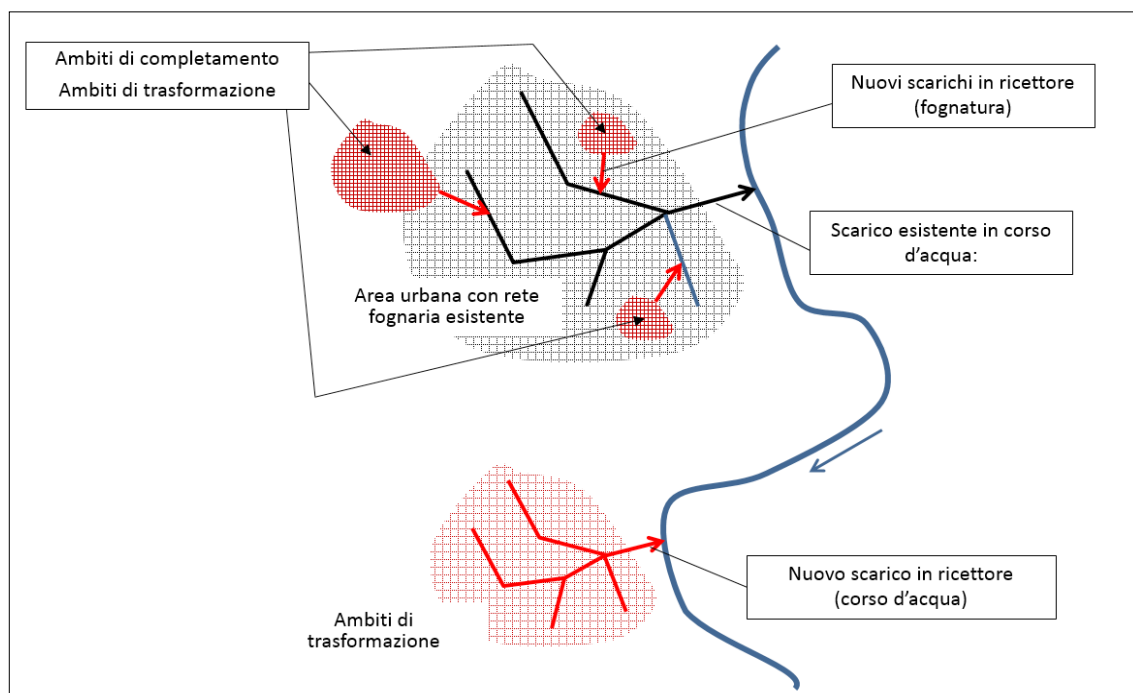 Ambiti di completamento
Ambiti di trasformazione
Nuovi scarichi in ricettore
(fognatura)
Scarico esistente in corso
d’acqua:
Area urbana con rete
fognaria esistente
Nuovo scarico in ricettore
(corso d’acqua)
Ambiti di
trasformazione